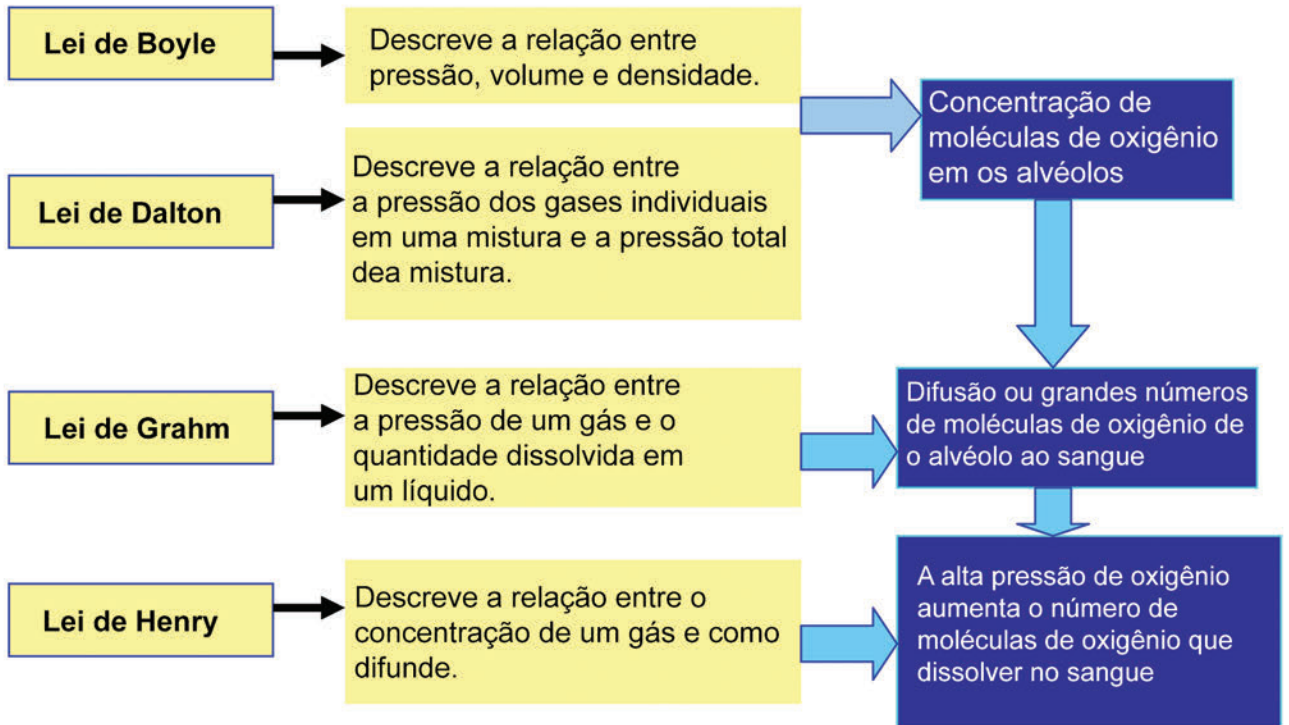 Lei de Boyle
Descreve a relação entre
pressão, volume e densidade.
Concentração de
moléculas de oxigênio
em os alvéolos
Lei de Dalton
Descreve a relação entre
a pressão dos gases individuais
em uma mistura e a pressão total
dea mistura.
Lei de Grahm
Descreve a relação entre
a pressão de um gás e o
quantidade dissolvida em
um líquido.
Difusão ou grandes números
de moléculas de oxigênio de
o alvéolo ao sangue
Lei de Henry
Descreve a relação entre o
concentração de um gás e como
difunde.
A alta pressão de oxigênio
aumenta o número de
moléculas de oxigênio que
dissolver no sangue